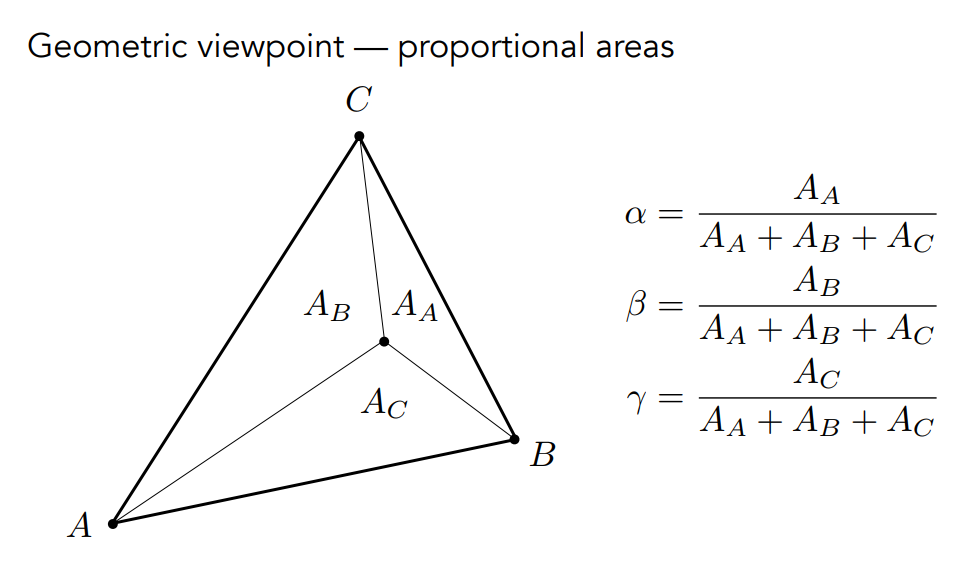 Geometric viewpoint — proportional areas
C
α = A_A / (A_A + A_B + A_C)
β = A_B / (A_A + A_B + A_C)
γ = A_C / (A_A + A_B + A_C)
A_B A_A
A_C
B
A